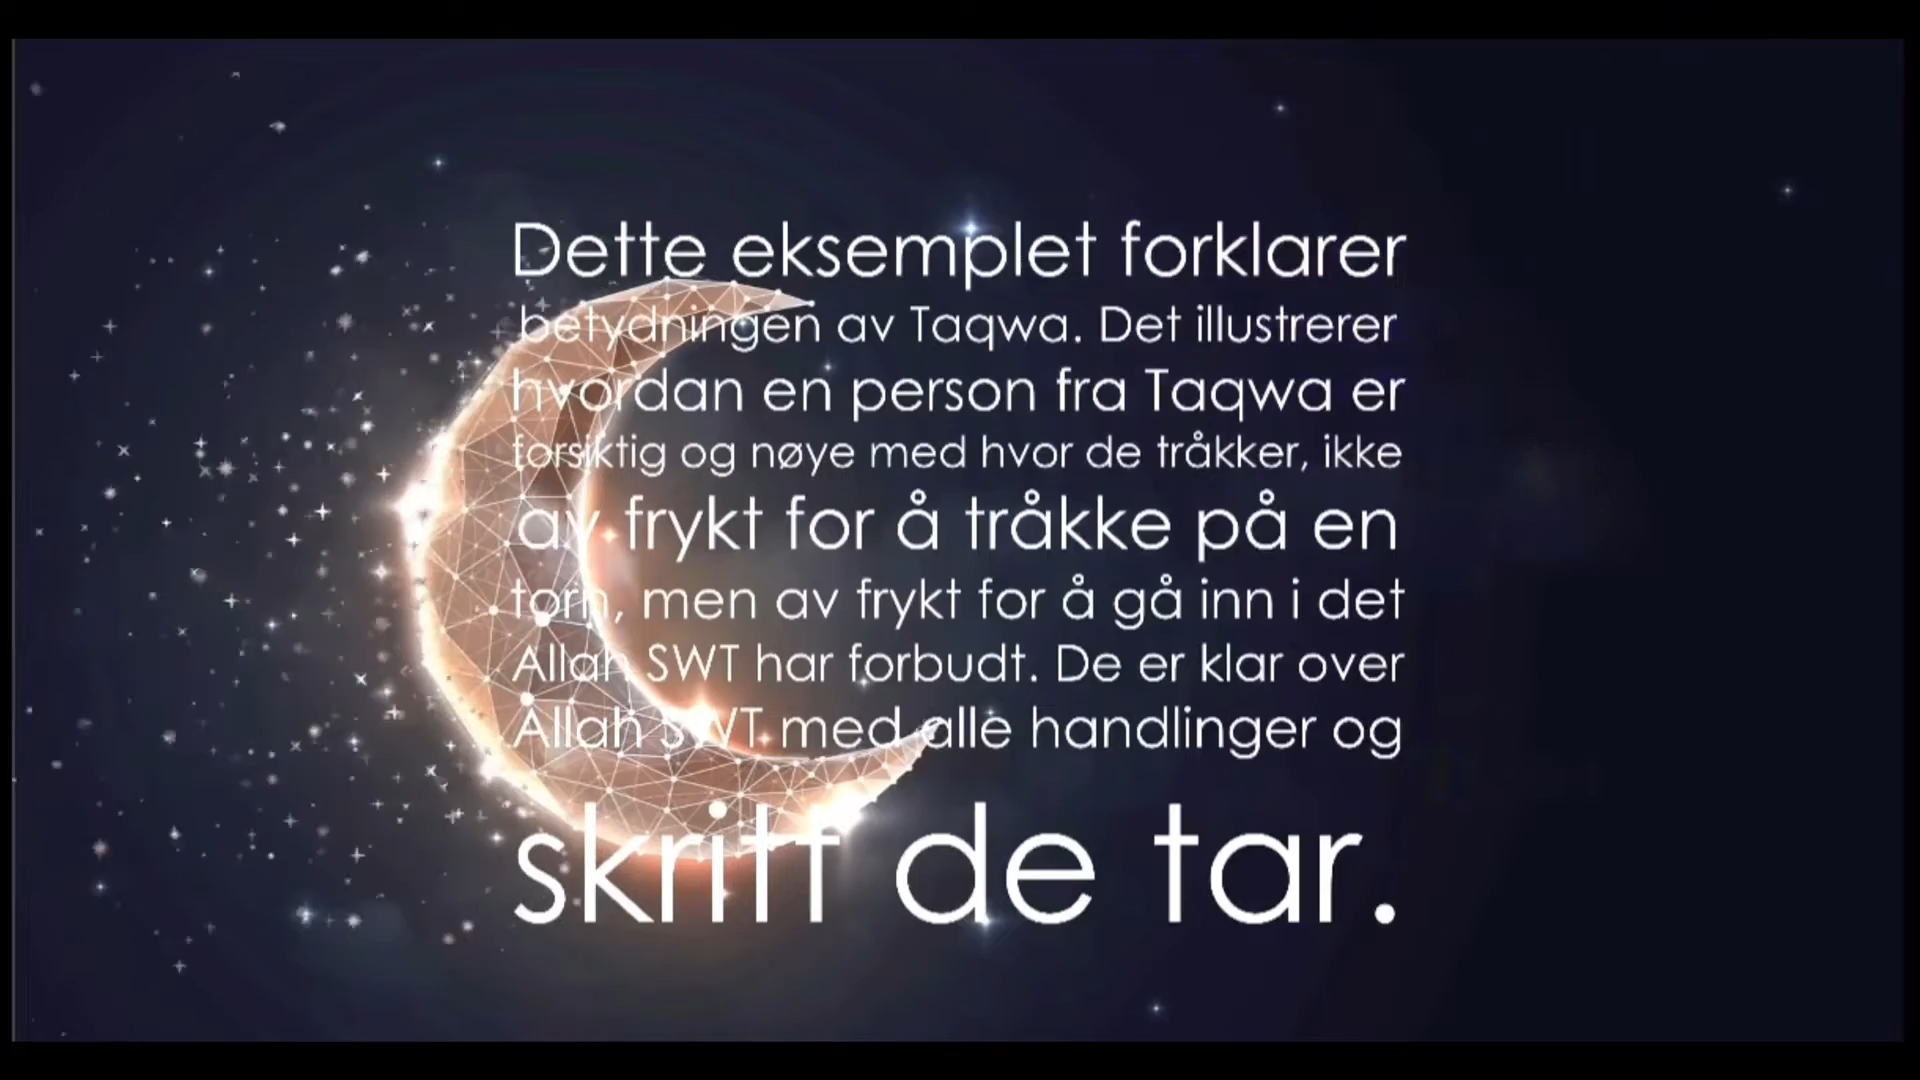 Dette eksemplet forklarer
betydningen av Taqwa. Det illustrerer
hvordan en person fra Taqwa er
forsiktig og nøye med hvor de tråkker, ikke
av frykt for å tråkke på en
torn, men av frykt for å gå inn i det
Allah SWT har forbudt. De er klar over
Allah SWT med alle handlinger og
skritt de tar.